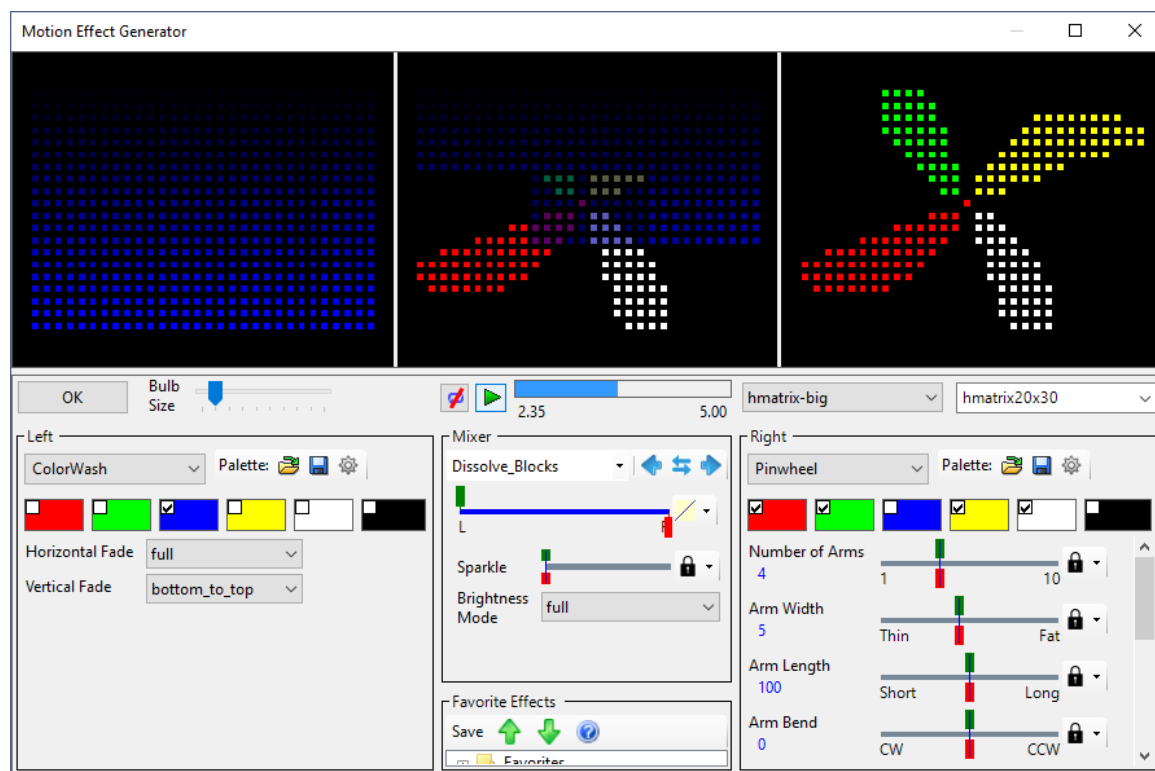 Motion Effect Generator
OK
Bulb
Size
2.35
5.00
hmatrix-big
hmatrix20x30
Left
ColorWash
Palette:
Horizontal Fade
full
Vertical Fade
bottom_to_top
Mixer
Dissolve_Blocks
L
Sparkle
Brightness
Mode
full
Favorite Effects
Save
Favorites
Right
Pinwheel
Palette:
Number of Arms
4
1
10
Arm Width
5
Thin
Fat
Arm Length
100
Short
Long
Arm Bend
0
CW
CCW